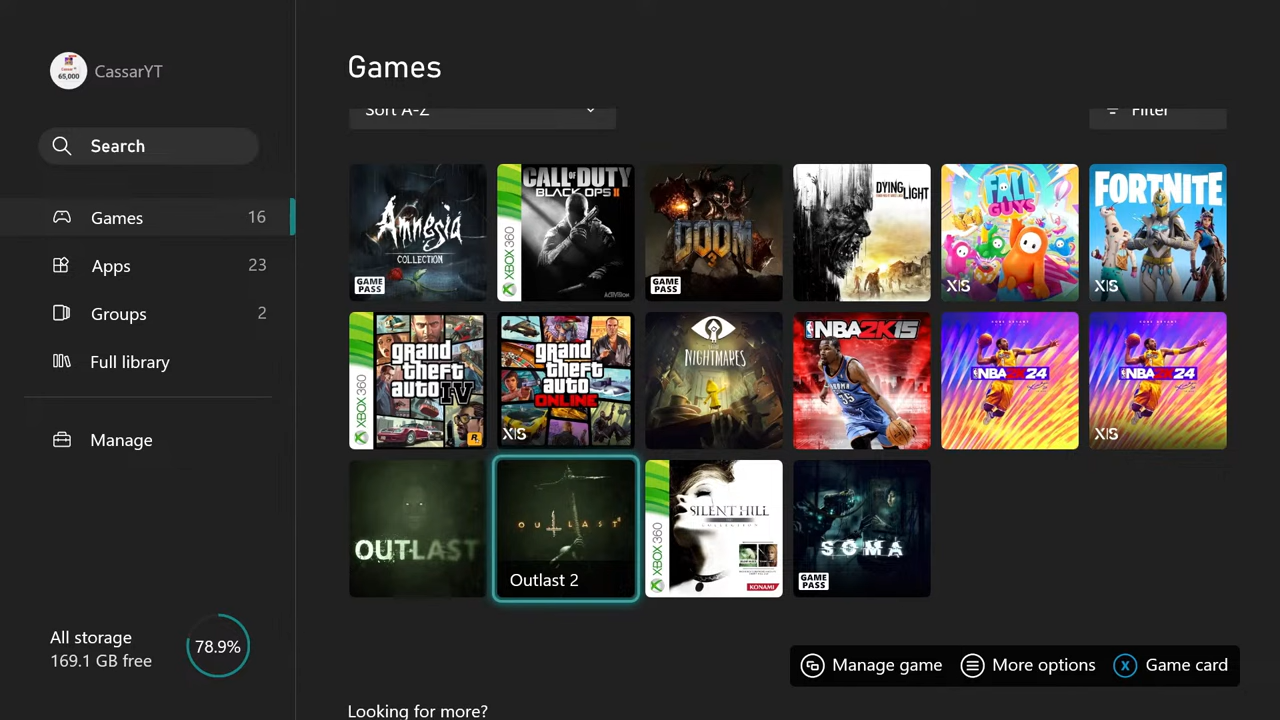 CassarYT
65,000
Search
Games 16
Apps 23
Groups 2
Full library
Manage
All storage
169.1 GB free
78.9%
Games
Sort A-Z
Filter
Amnesia
COLLECTION
GAME
PASS
XBOX 360
CALL OF DUTY
BLACK OPS II
ACTIVISION
DOOM
GAME
PASS
DYING LIGHT
FALL
GUYS
X|S
FORTNITE
X|S
XBOX 360
grand
theft
auto IV
R
grand
theft
auto
ONLINE
X|S
NIGHTMARES
NBA2K15
35
NBA2K24
NBA2K24
X|S
OUTLAST
OUTLAST
Outlast 2
XBOX 360
SILENT HILL
COLLECTION
KONAMI
SOMA
GAME
PASS
Manage game
More options
X Game card
Looking for more?